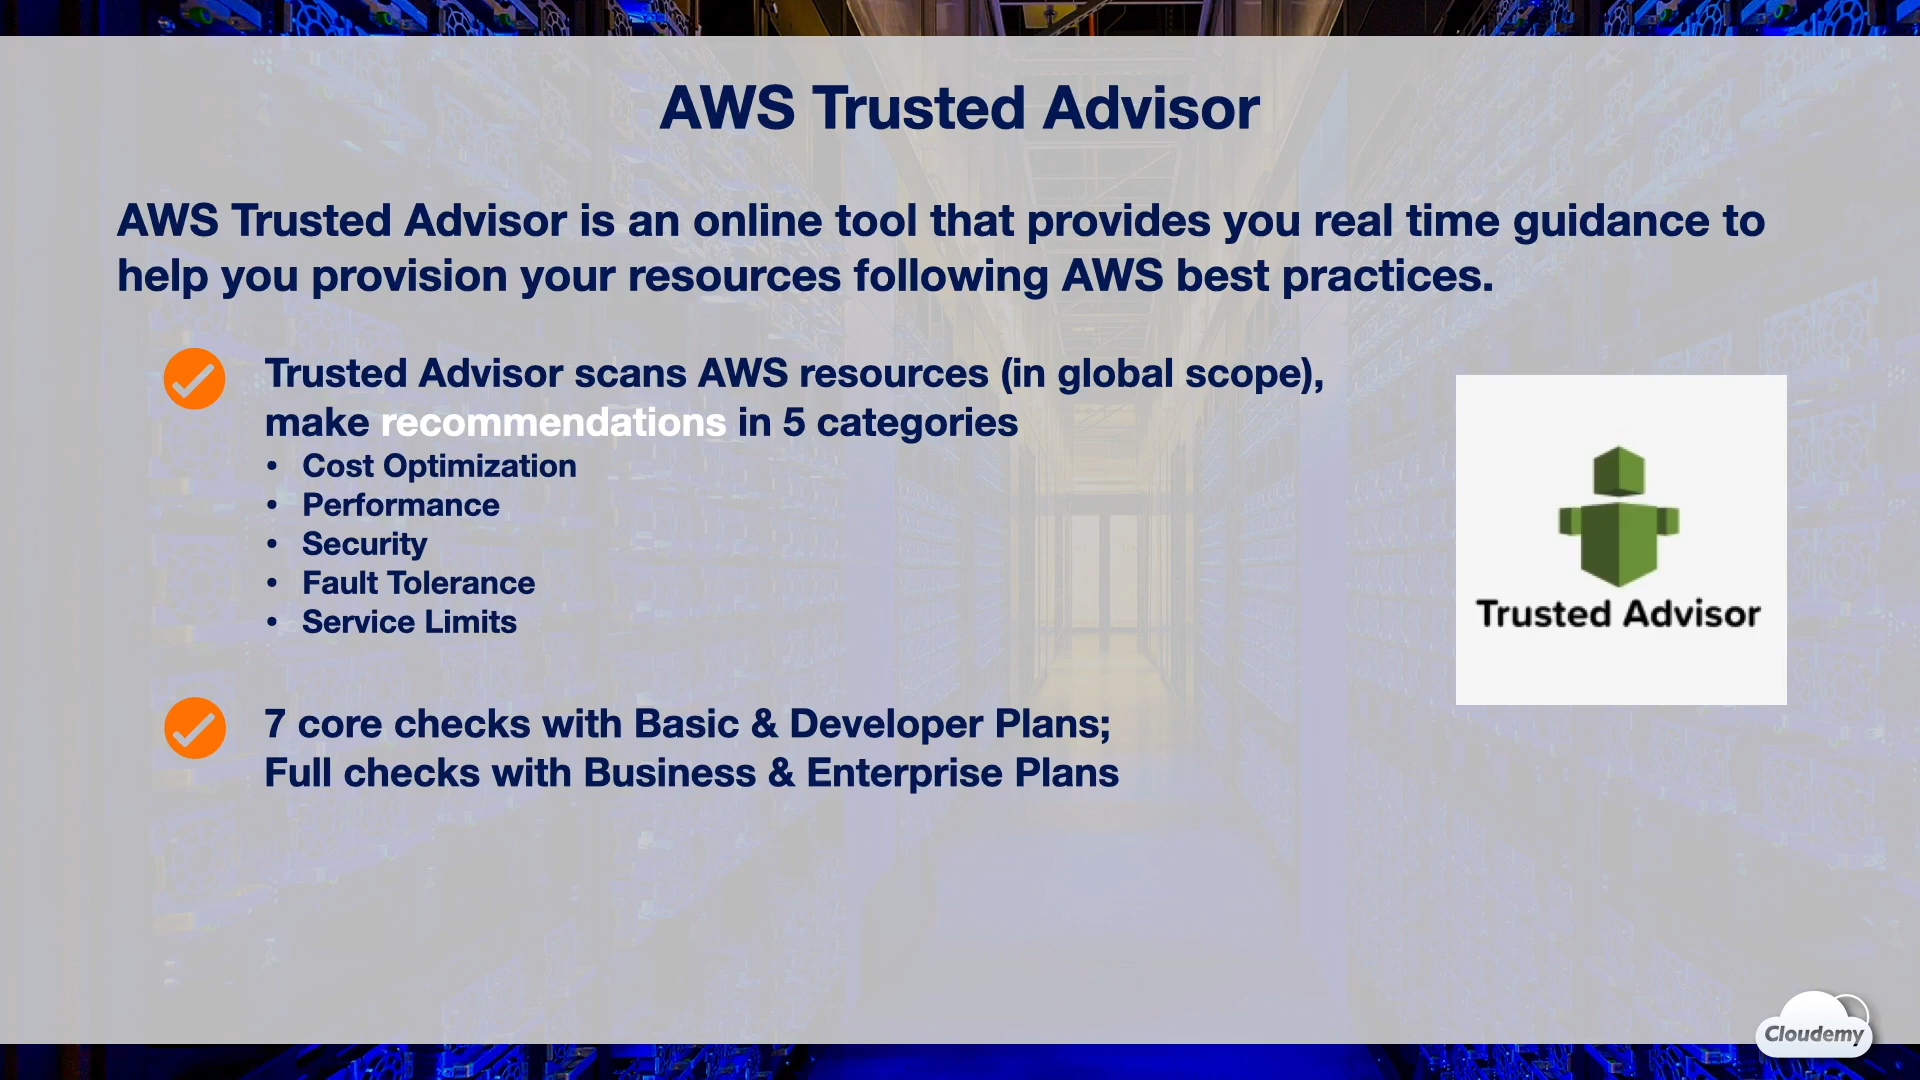 AWS Trusted Advisor
AWS Trusted Advisor is an online tool that provides you real time guidance to
help you provision your resources following AWS best practices.
Trusted Advisor scans AWS resources (in global scope),
make recommendations in 5 categories
• Cost Optimization
• Performance
• Security
• Fault Tolerance
• Service Limits
Trusted Advisor
7 core checks with Basic & Developer Plans;
Full checks with Business & Enterprise Plans
Cloudemy